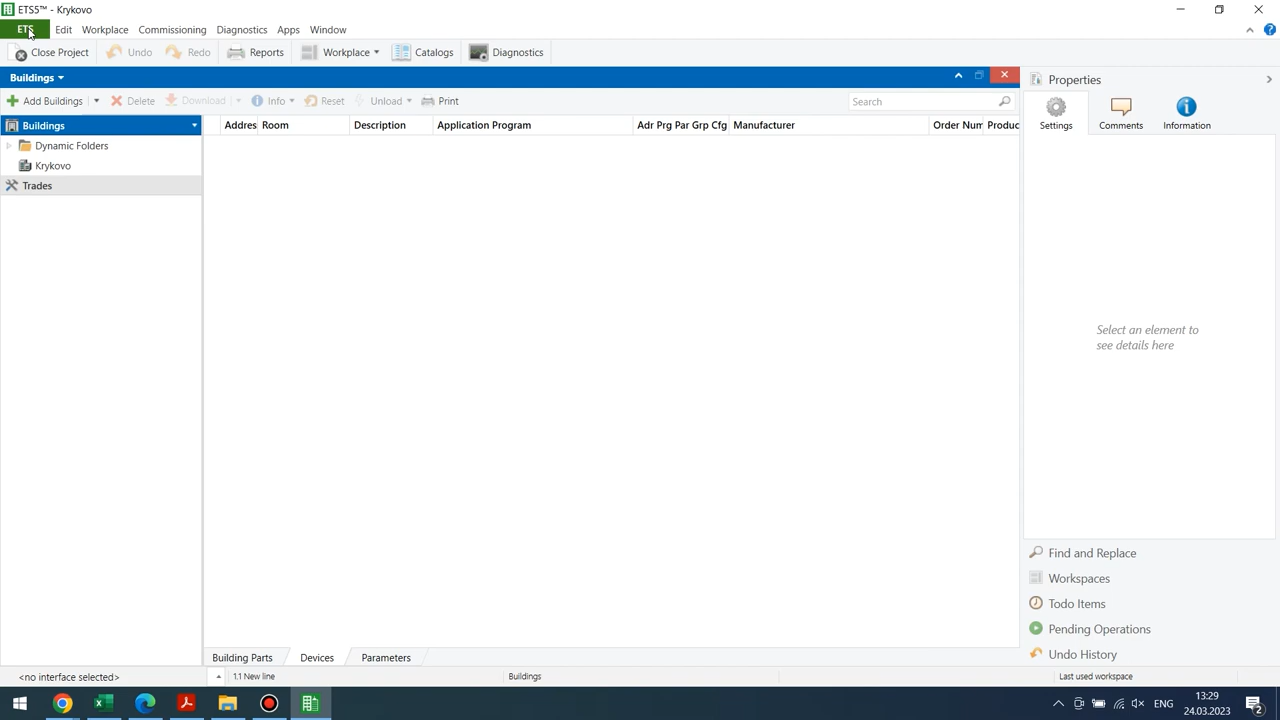 ETS5™ - Krykovo
ETS Edit Workplace Commissioning Diagnostics Apps Window
Close Project Undo Redo Reports Workplace Catalogs Diagnostics
Buildings
Add Buildings Delete Download Info Reset Unload Print Search
Buildings
Dynamic Folders
Krykovo
Trades
Addres Room Description Application Program Adr Prg Par Grp Cfg Manufacturer Order Num Produc
Properties
Settings Comments Information
Select an element to
see details here
Find and Replace
Workspaces
Todo Items
Pending Operations
Undo History
Building Parts Devices Parameters
<no interface selected> 1.1 New line Buildings Last used workspace
ENG 13:29
24.03.2023
2